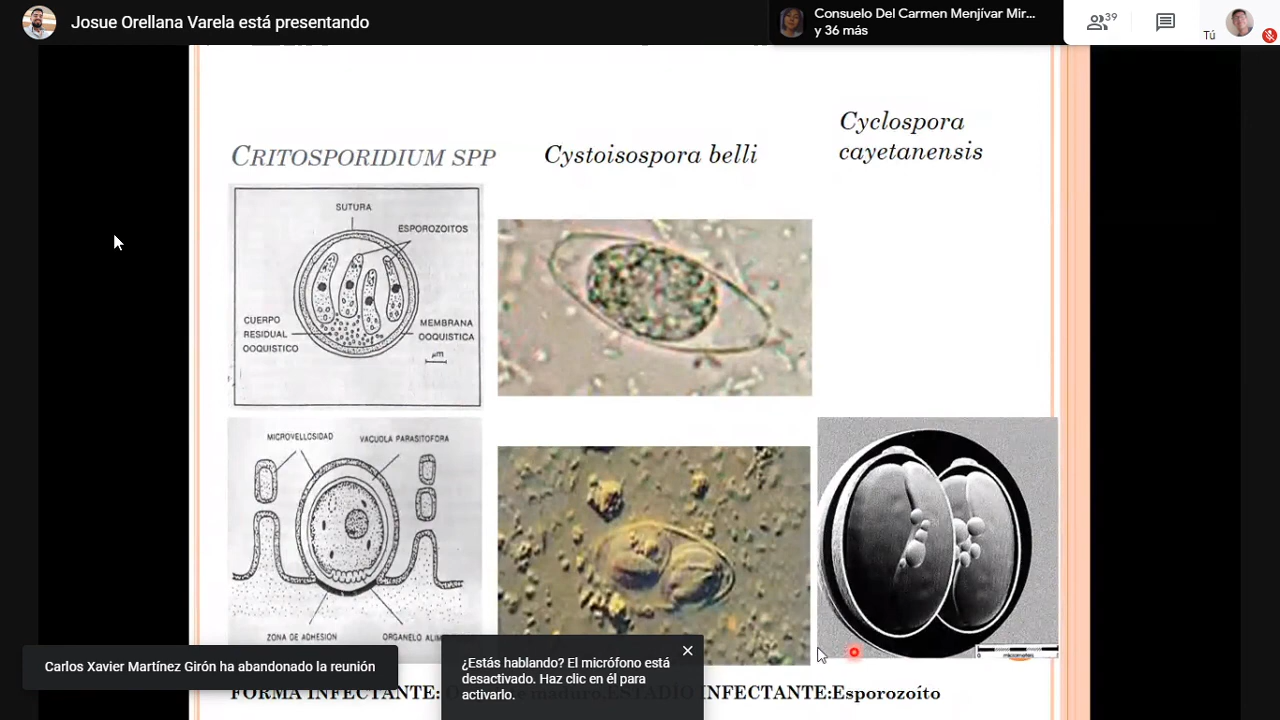 Josue Orellana Varela está presentando
Consuelo Del Carmen Menjívar Mir...
y 36 más
39
Tú
CRITOSPORIDIUM SPP
Cystoisospora belli
Cyclospora
cayetanensis
SUTURA
ESPOROZOITOS
CUERPO
RESIDUAL
OOQUISTICO
MEMBRANA
OOQUISTICA
µm
MICROVELLOSIDAD
VACUOLA PARASITOFORA
ZONA DE ADHESION
ORGANELO
Carlos Xavier Martínez Girón ha abandonado la reunión
¿Estás hablando? El micrófono está
desactivado. Haz clic en él para
activarlo.
FORMA INFECTANTE: maduro.ESTADÍO INFECTANTE:Esporozoíto